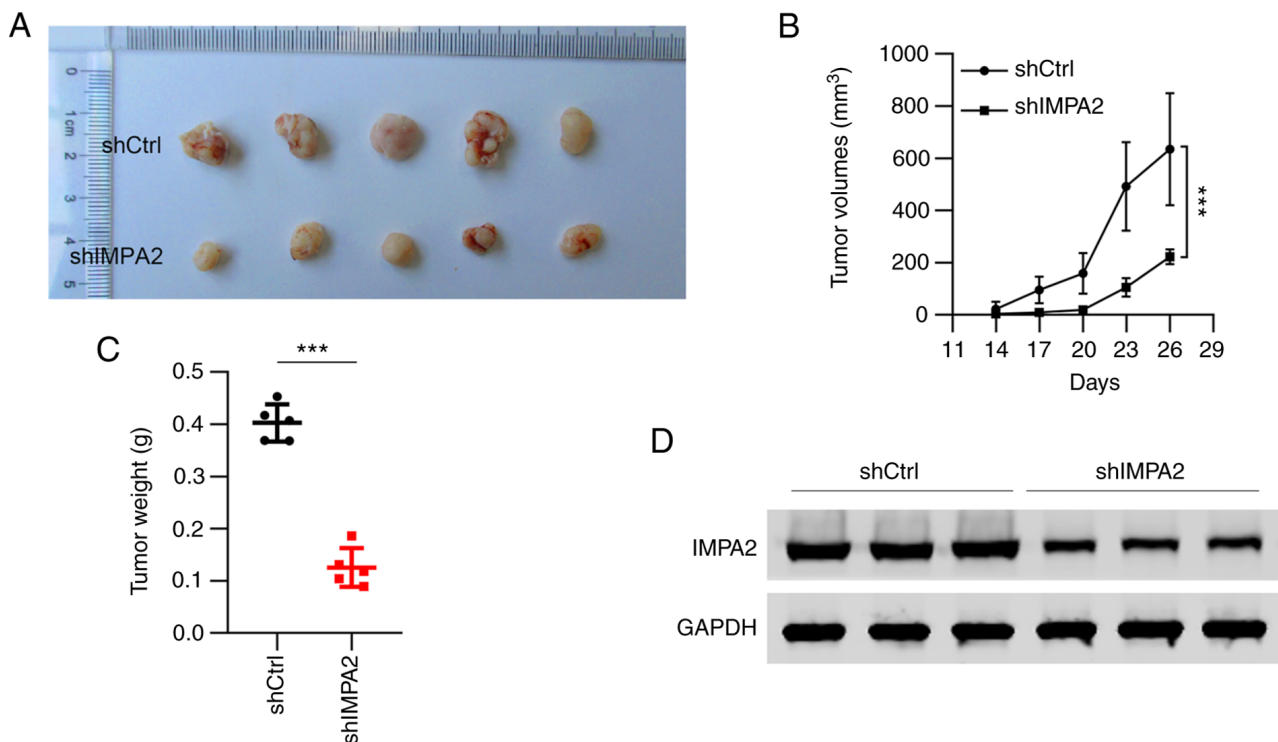 A
0
1
cm
2
3
4
5
shCtrl
shIMPA2
B
1000
800
600
400
200
0
Tumor volumes (mm³)
shCtrl
shIMPA2
***
11 14 17 20 23 26 29
Days
C
***
0.5
0.4
0.3
0.2
0.1
0.0
Tumor weight (g)
shCtrl
shIMPA2
D
shCtrl shIMPA2
IMPA2
GAPDH